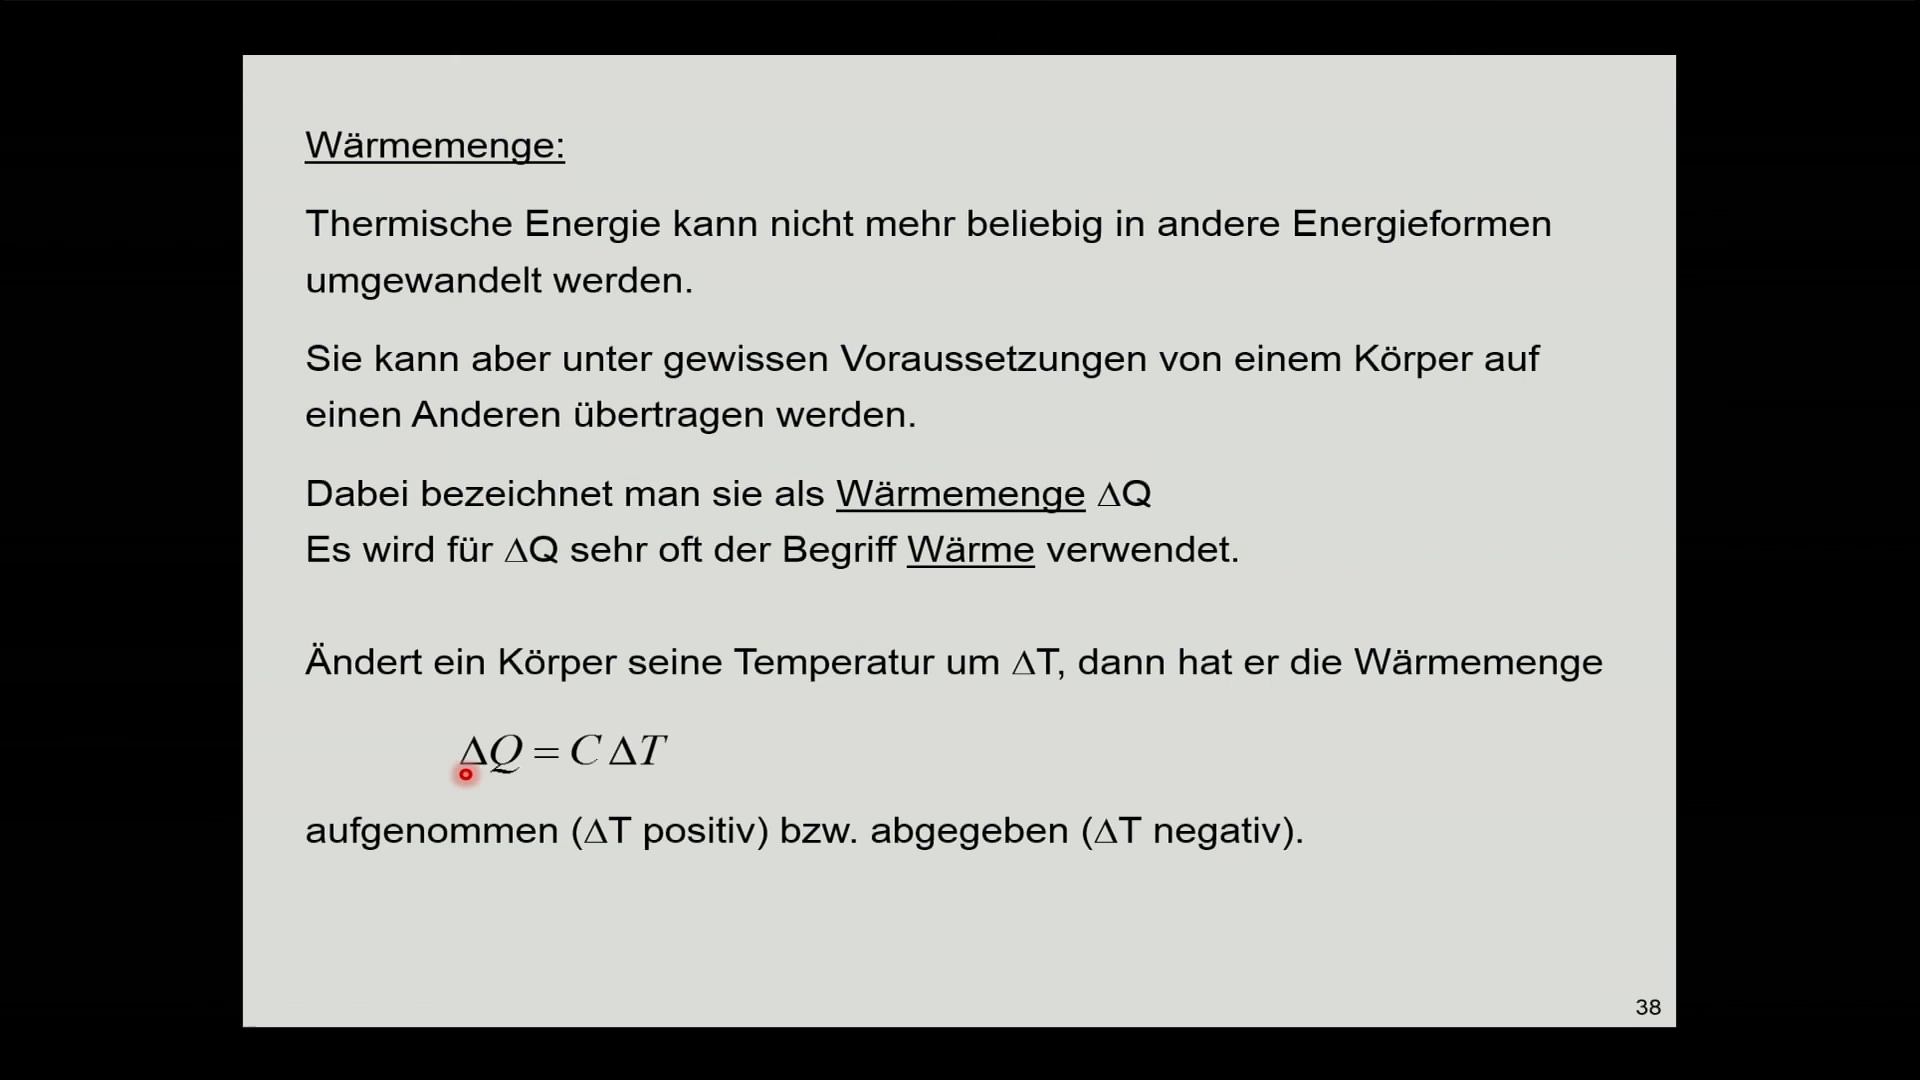 Wärmemenge:
Thermische Energie kann nicht mehr beliebig in andere Energieformen
umgewandelt werden.
Sie kann aber unter gewissen Voraussetzungen von einem Körper auf
einen Anderen übertragen werden.
Dabei bezeichnet man sie als Wärmemenge ΔQ
Es wird für ΔQ sehr oft der Begriff Wärme verwendet.
Ändert ein Körper seine Temperatur um ΔT, dann hat er die Wärmemenge
ΔQ = C ΔT
aufgenommen (ΔT positiv) bzw. abgegeben (ΔT negativ).
38